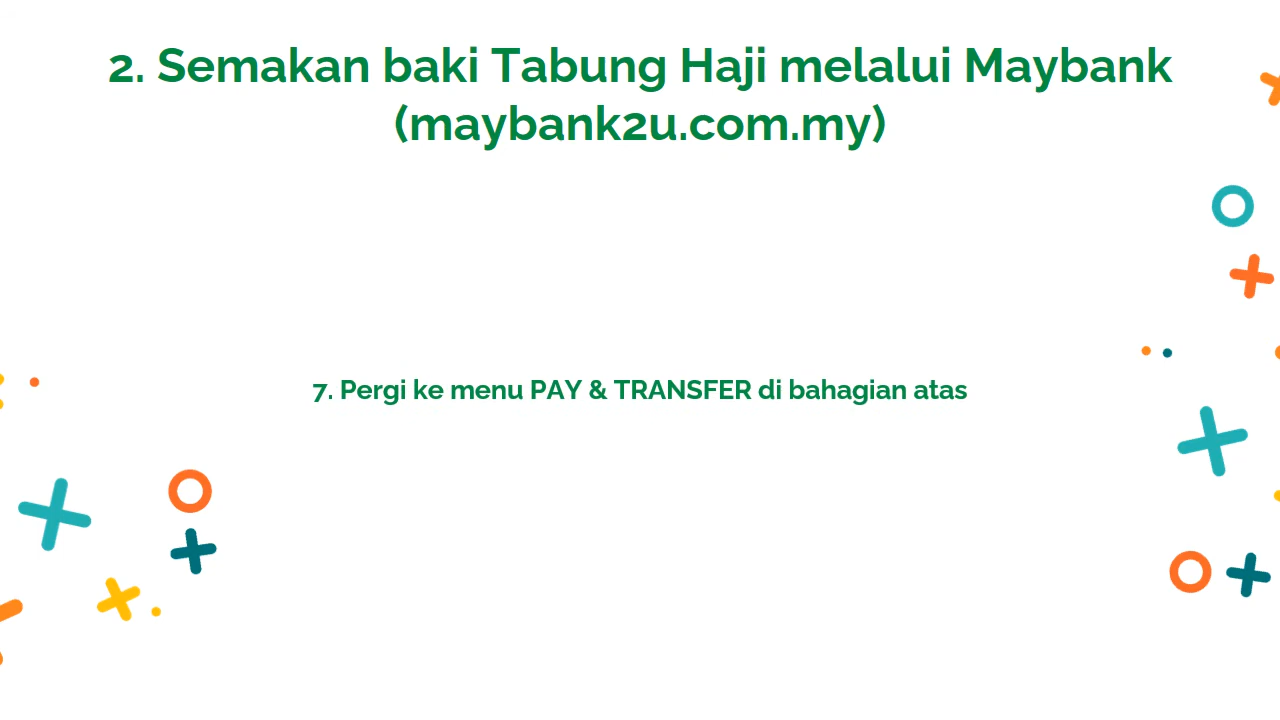 2. Semakan baki Tabung Haji melalui Maybank
(maybank2u.com.my)
7. Pergi ke menu PAY & TRANSFER di bahagian atas